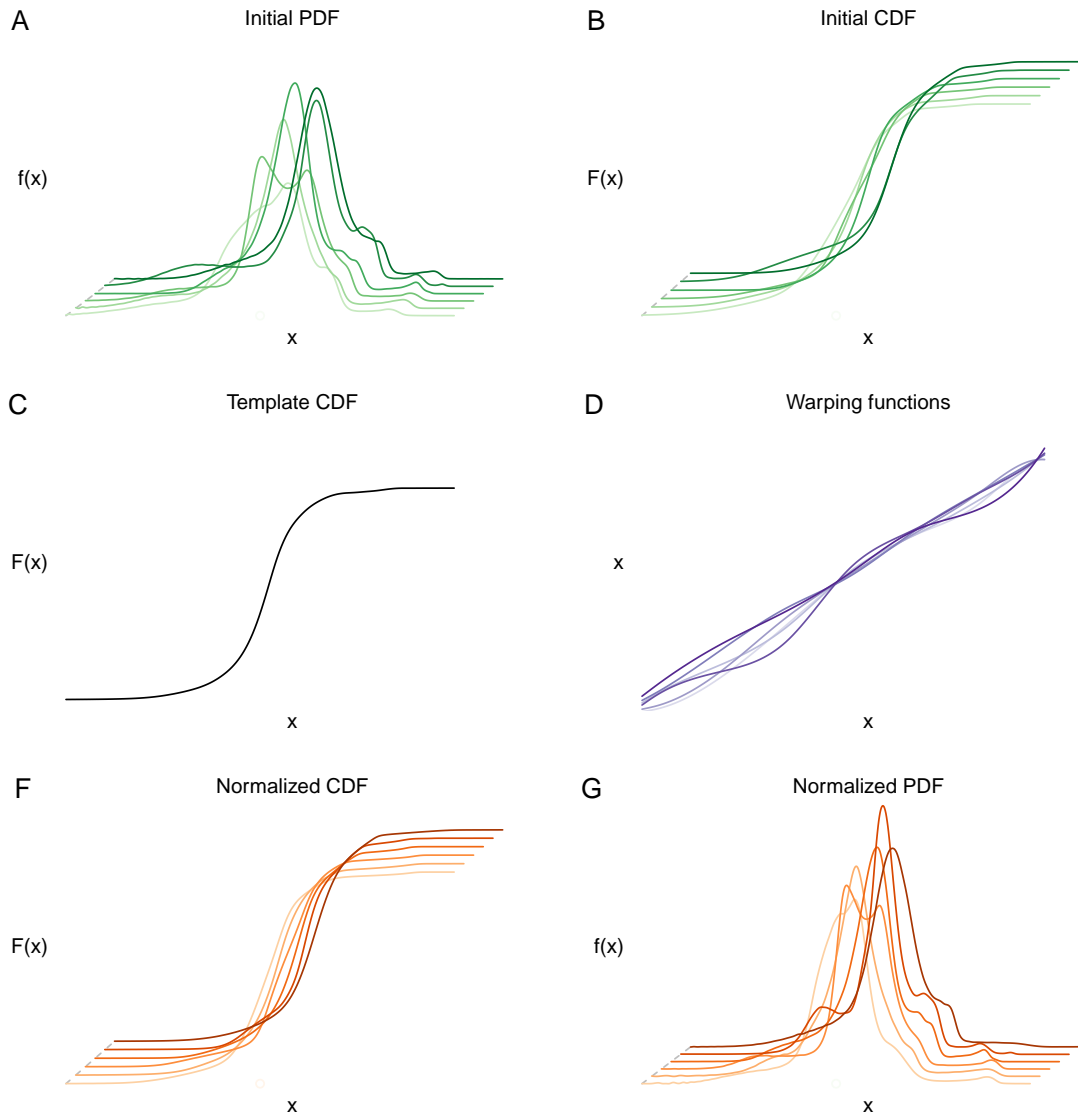 A
Initial PDF
f(x)
x
B
Initial CDF
F(x)
x
C
Template CDF
F(x)
x
D
Warping functions
x
x
F
Normalized CDF
F(x)
x
G
Normalized PDF
f(x)
x